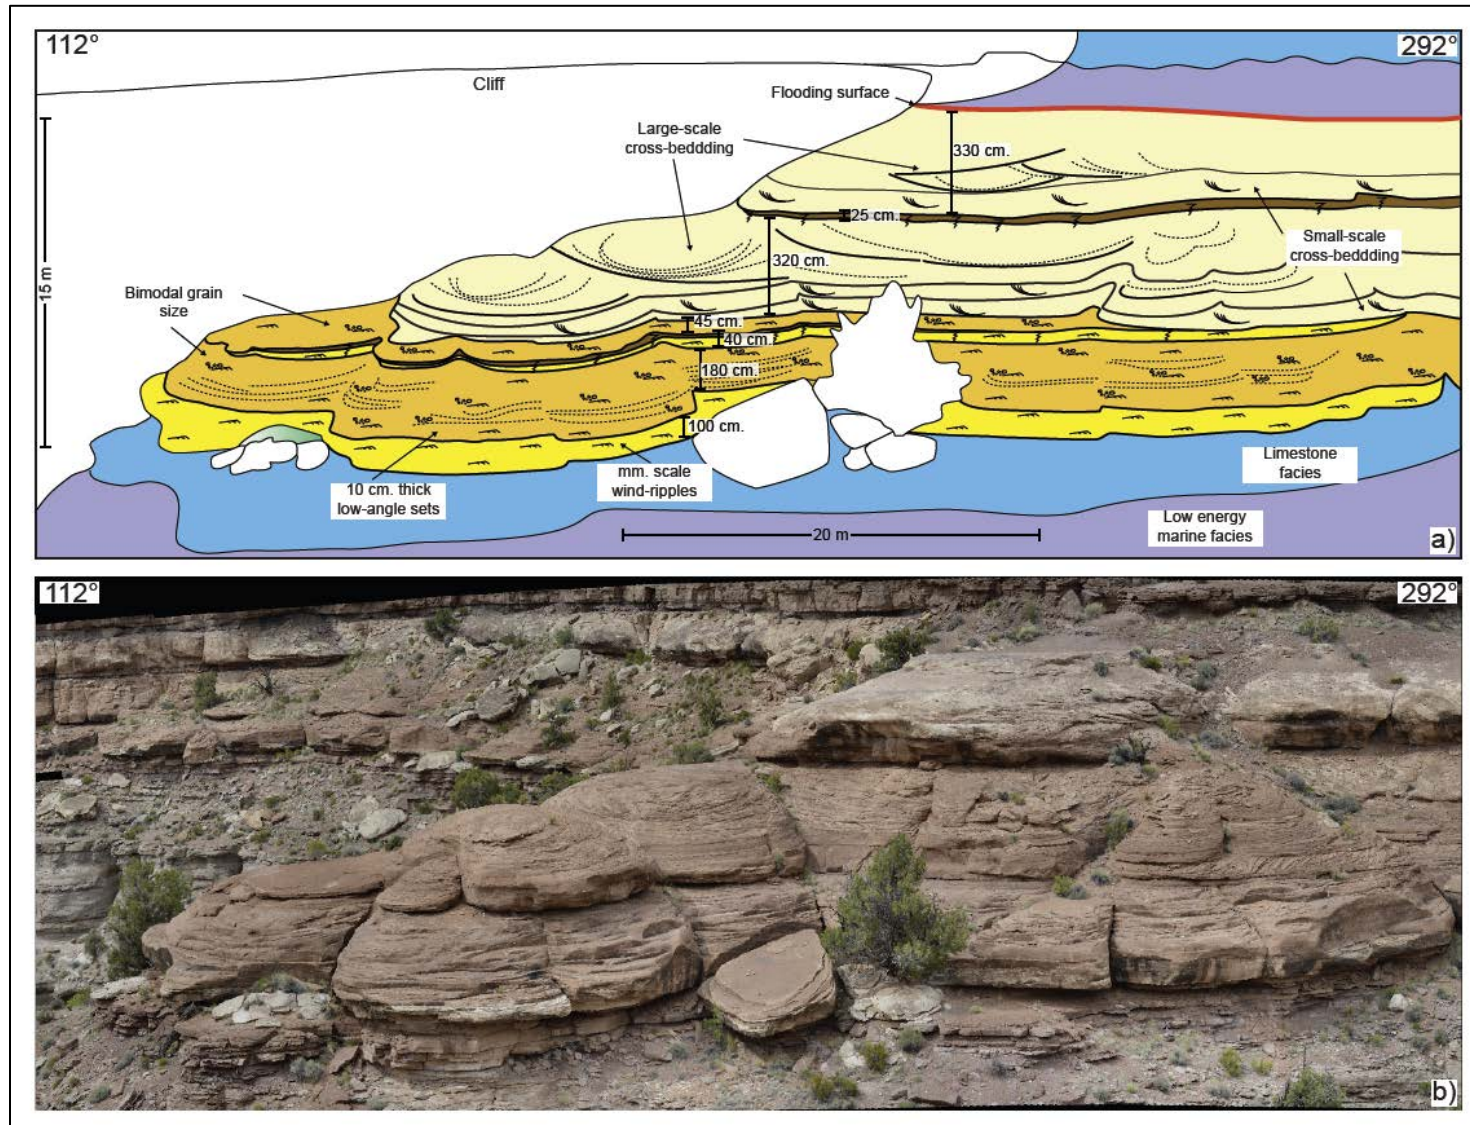 112°
292°
Cliff
Flooding surface
Large-scale
cross-beddding
330 cm.
25 cm.
15 m
320 cm.
Small-scale
cross-beddding
Bimodal grain
size
45 cm.
40 cm.
180 cm.
100 cm.
10 cm. thick
low-angle sets
mm. scale
wind-ripples
Limestone
facies
20 m
Low energy
marine facies
a)
112°
292°
b)